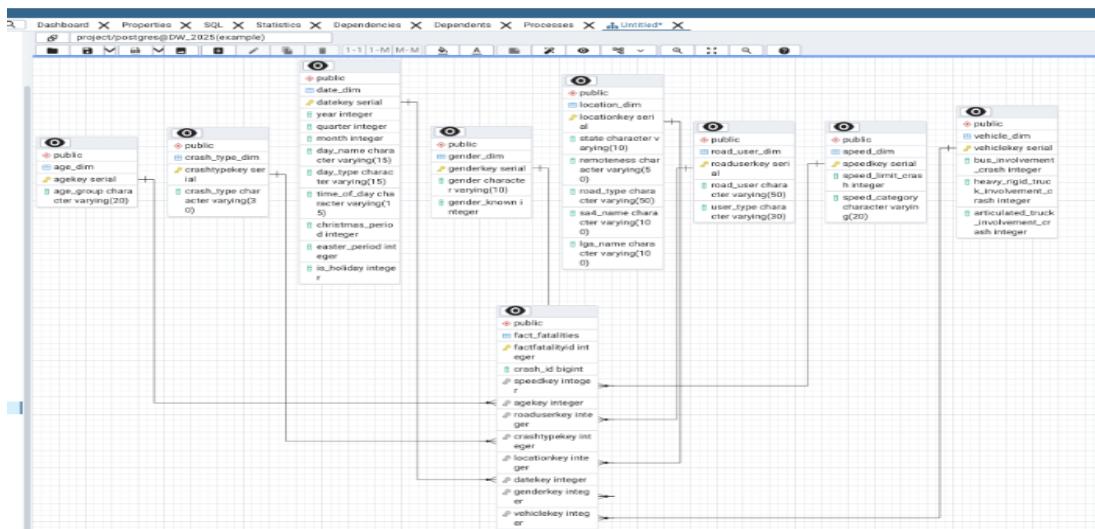 Dashboard X Properties X SQL X Statistics X Dependencies X Dependents X Processes X Untitled* X
project/postgres@DW_2025(example)
1-1 1-M M-M A
public
age_dim
agekey serial
age_group chara
cter varying(20)
public
crash_type_dim
crashtypekey ser
ial
crash_type char
acter varying(3
0)
public
date_dim
datekey serial
year integer
quarter integer
month integer
day_name chara
cter varying(15)
day_type charac
ter varying(15)
time_of_day cha
racter varying(1
5)
christmas_perio
d integer
easter_period int
eger
is_holiday intege
r
public
gender_dim
genderkey serial
gender characte
r varying(10)
gender_known i
nteger
public
location_dim
locationkey seri
al
state character v
arying(10)
remoteness char
acter varying(5
0)
road_type chara
cter varying(50)
sa4_name chara
cter varying(10
0)
lga_name chara
cter varying(10
0)
public
road_user_dim
roaduserkey seri
al
road_user chara
cter varying(50)
user_type chara
cter varying(30)
public
speed_dim
speedkey serial
speed_limit_cras
h integer
speed_category
character varyin
g(20)
public
vehicle_dim
vehiclekey serial
bus_involvement
_crash integer
heavy_rigid_truc
k_involvement_c
rash integer
articulated_truck
_involvement_cr
ash integer
public
fact_fatalities
factfatalityid int
eger
crash_id bigint
speedkey intege
r
agekey integer
roaduserkey inte
ger
crashtypekey int
eger
locationkey inte
ger
datekey integer
genderkey integ
er
vehiclekey integ
er